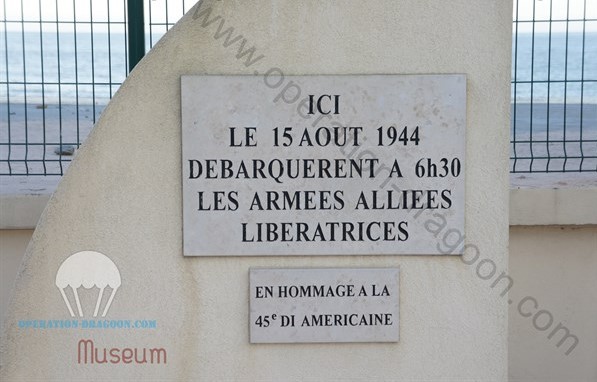 ICI
LE 15 AOUT 1944
DEBARQUERENT A 6h30
LES ARMEES ALLIEES
LIBERATRICES
EN HOMMAGE A LA
45e DI AMERICAINE
OPERATION-DRAGOON.COM
Museum
www.operation-dragoon.com